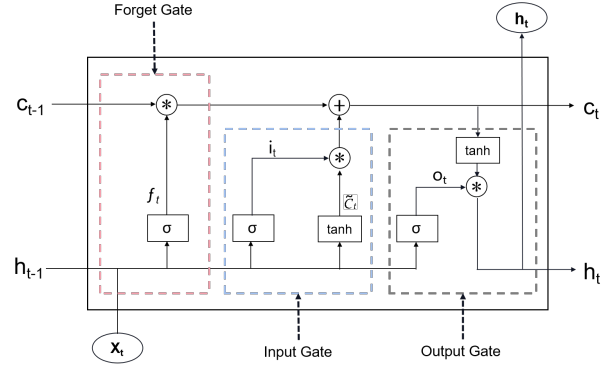 Forget Gate
h_t
c_{t-1}
*
+
c_t
i_t
*
tanh
o_t
*
f_t
C̃_t
σ
σ
tanh
σ
h_{t-1}
h_t
X_t
Input Gate
Output Gate